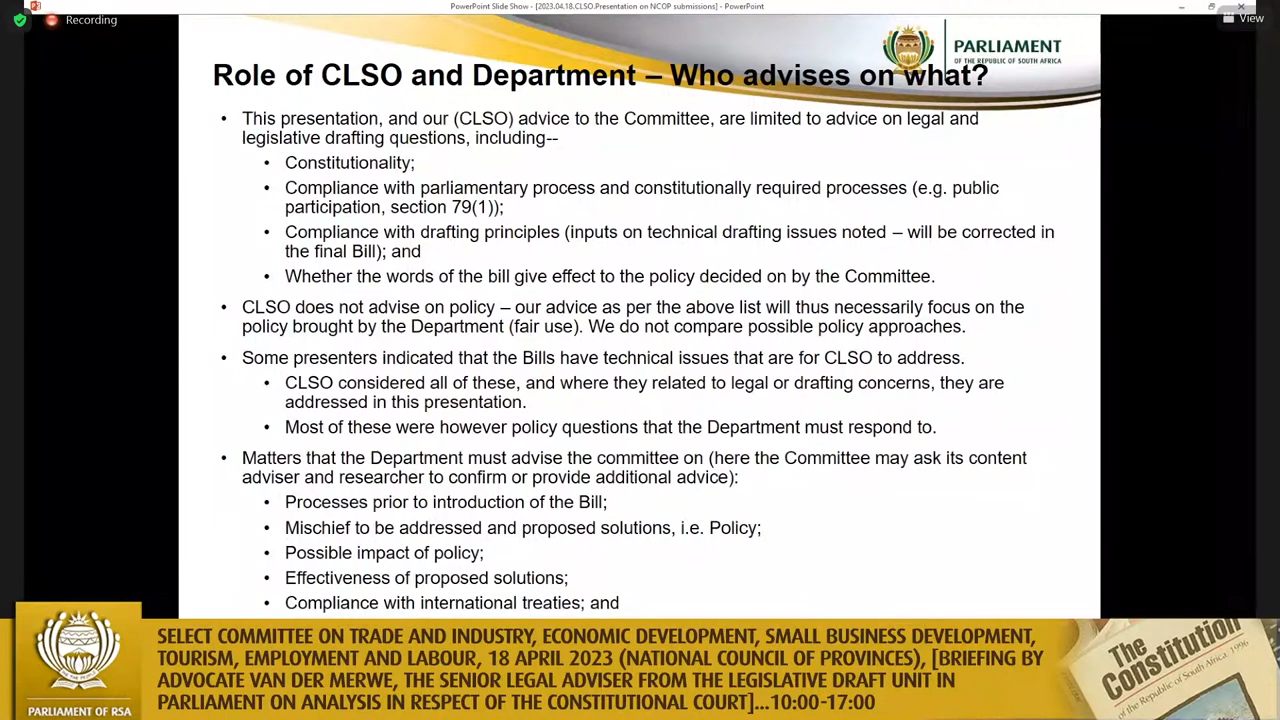 PowerPoint Slide Show - [2023.04.18.CLSO.Presentation on NCOP submissions] - PowerPoint
Recording
View
PARLIAMENT
OF THE REPUBLIC OF SOUTH AFRICA
Role of CLSO and Department – Who advises on what?
• This presentation, and our (CLSO) advice to the Committee, are limited to advice on legal and
legislative drafting questions, including--
• Constitutionality;
• Compliance with parliamentary process and constitutionally required processes (e.g. public
participation, section 79(1));
• Compliance with drafting principles (inputs on technical drafting issues noted – will be corrected in
the final Bill); and
• Whether the words of the bill give effect to the policy decided on by the Committee.
• CLSO does not advise on policy – our advice as per the above list will thus necessarily focus on the
policy brought by the Department (fair use). We do not compare possible policy approaches.
• Some presenters indicated that the Bills have technical issues that are for CLSO to address.
• CLSO considered all of these, and where they related to legal or drafting concerns, they are
addressed in this presentation.
• Most of these were however policy questions that the Department must respond to.
• Matters that the Department must advise the committee on (here the Committee may ask its content
adviser and researcher to confirm or provide additional advice):
• Processes prior to introduction of the Bill;
• Mischief to be addressed and proposed solutions, i.e. Policy;
• Possible impact of policy;
• Effectiveness of proposed solutions;
• Compliance with international treaties; and
SELECT COMMITTEE ON TRADE AND INDUSTRY, ECONOMIC DEVELOPMENT, SMALL BUSINESS DEVELOPMENT,
TOURISM, EMPLOYMENT AND LABOUR, 18 APRIL 2023 (NATIONAL COUNCIL OF PROVINCES), [BRIEFING BY
ADVOCATE VAN DER MERWE, THE SENIOR LEGAL ADVISER FROM THE LEGISLATIVE DRAFT UNIT IN
PARLIAMENT ON ANALYSIS IN RESPECT OF THE CONSTITUTIONAL COURT]...10:00-17:00
PARLIAMENT OF RSA
The
Constitution
of the Republic of South Africa, 1996